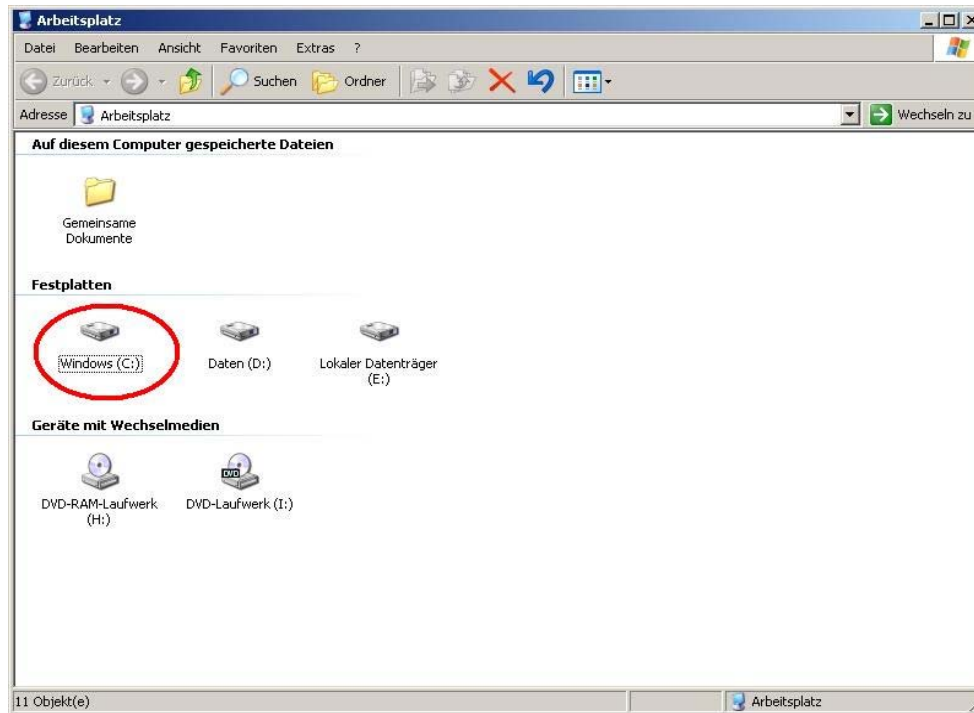 Arbeitsplatz
Datei Bearbeiten Ansicht Favoriten Extras ?
Zurück Suchen Ordner
Adresse Arbeitsplatz Wechseln zu
Auf diesem Computer gespeicherte Dateien
Gemeinsame
Dokumente
Festplatten
Windows (C:) Daten (D:) Lokaler Datenträger
(E:)
Geräte mit Wechselmedien
DVD-RAM-Laufwerk DVD-Laufwerk (I:)
(H:)
11 Objekt(e) Arbeitsplatz